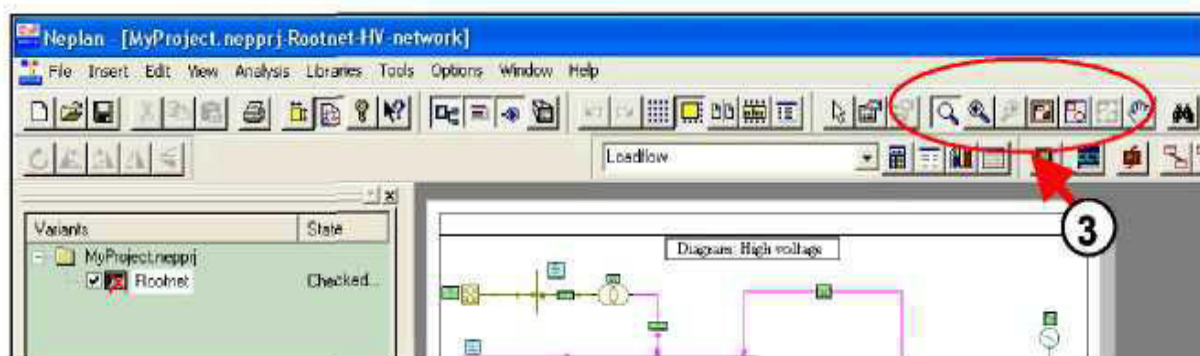 Neplan - [MyProject.nepprj-Rootnet-HV-network]
File Insert Edit View Analysis Libraries Tools Options Window Help
Loadflow
3
Variants State
MyProject.nepprj
Rootnet Checked...
Diagram: High voltage